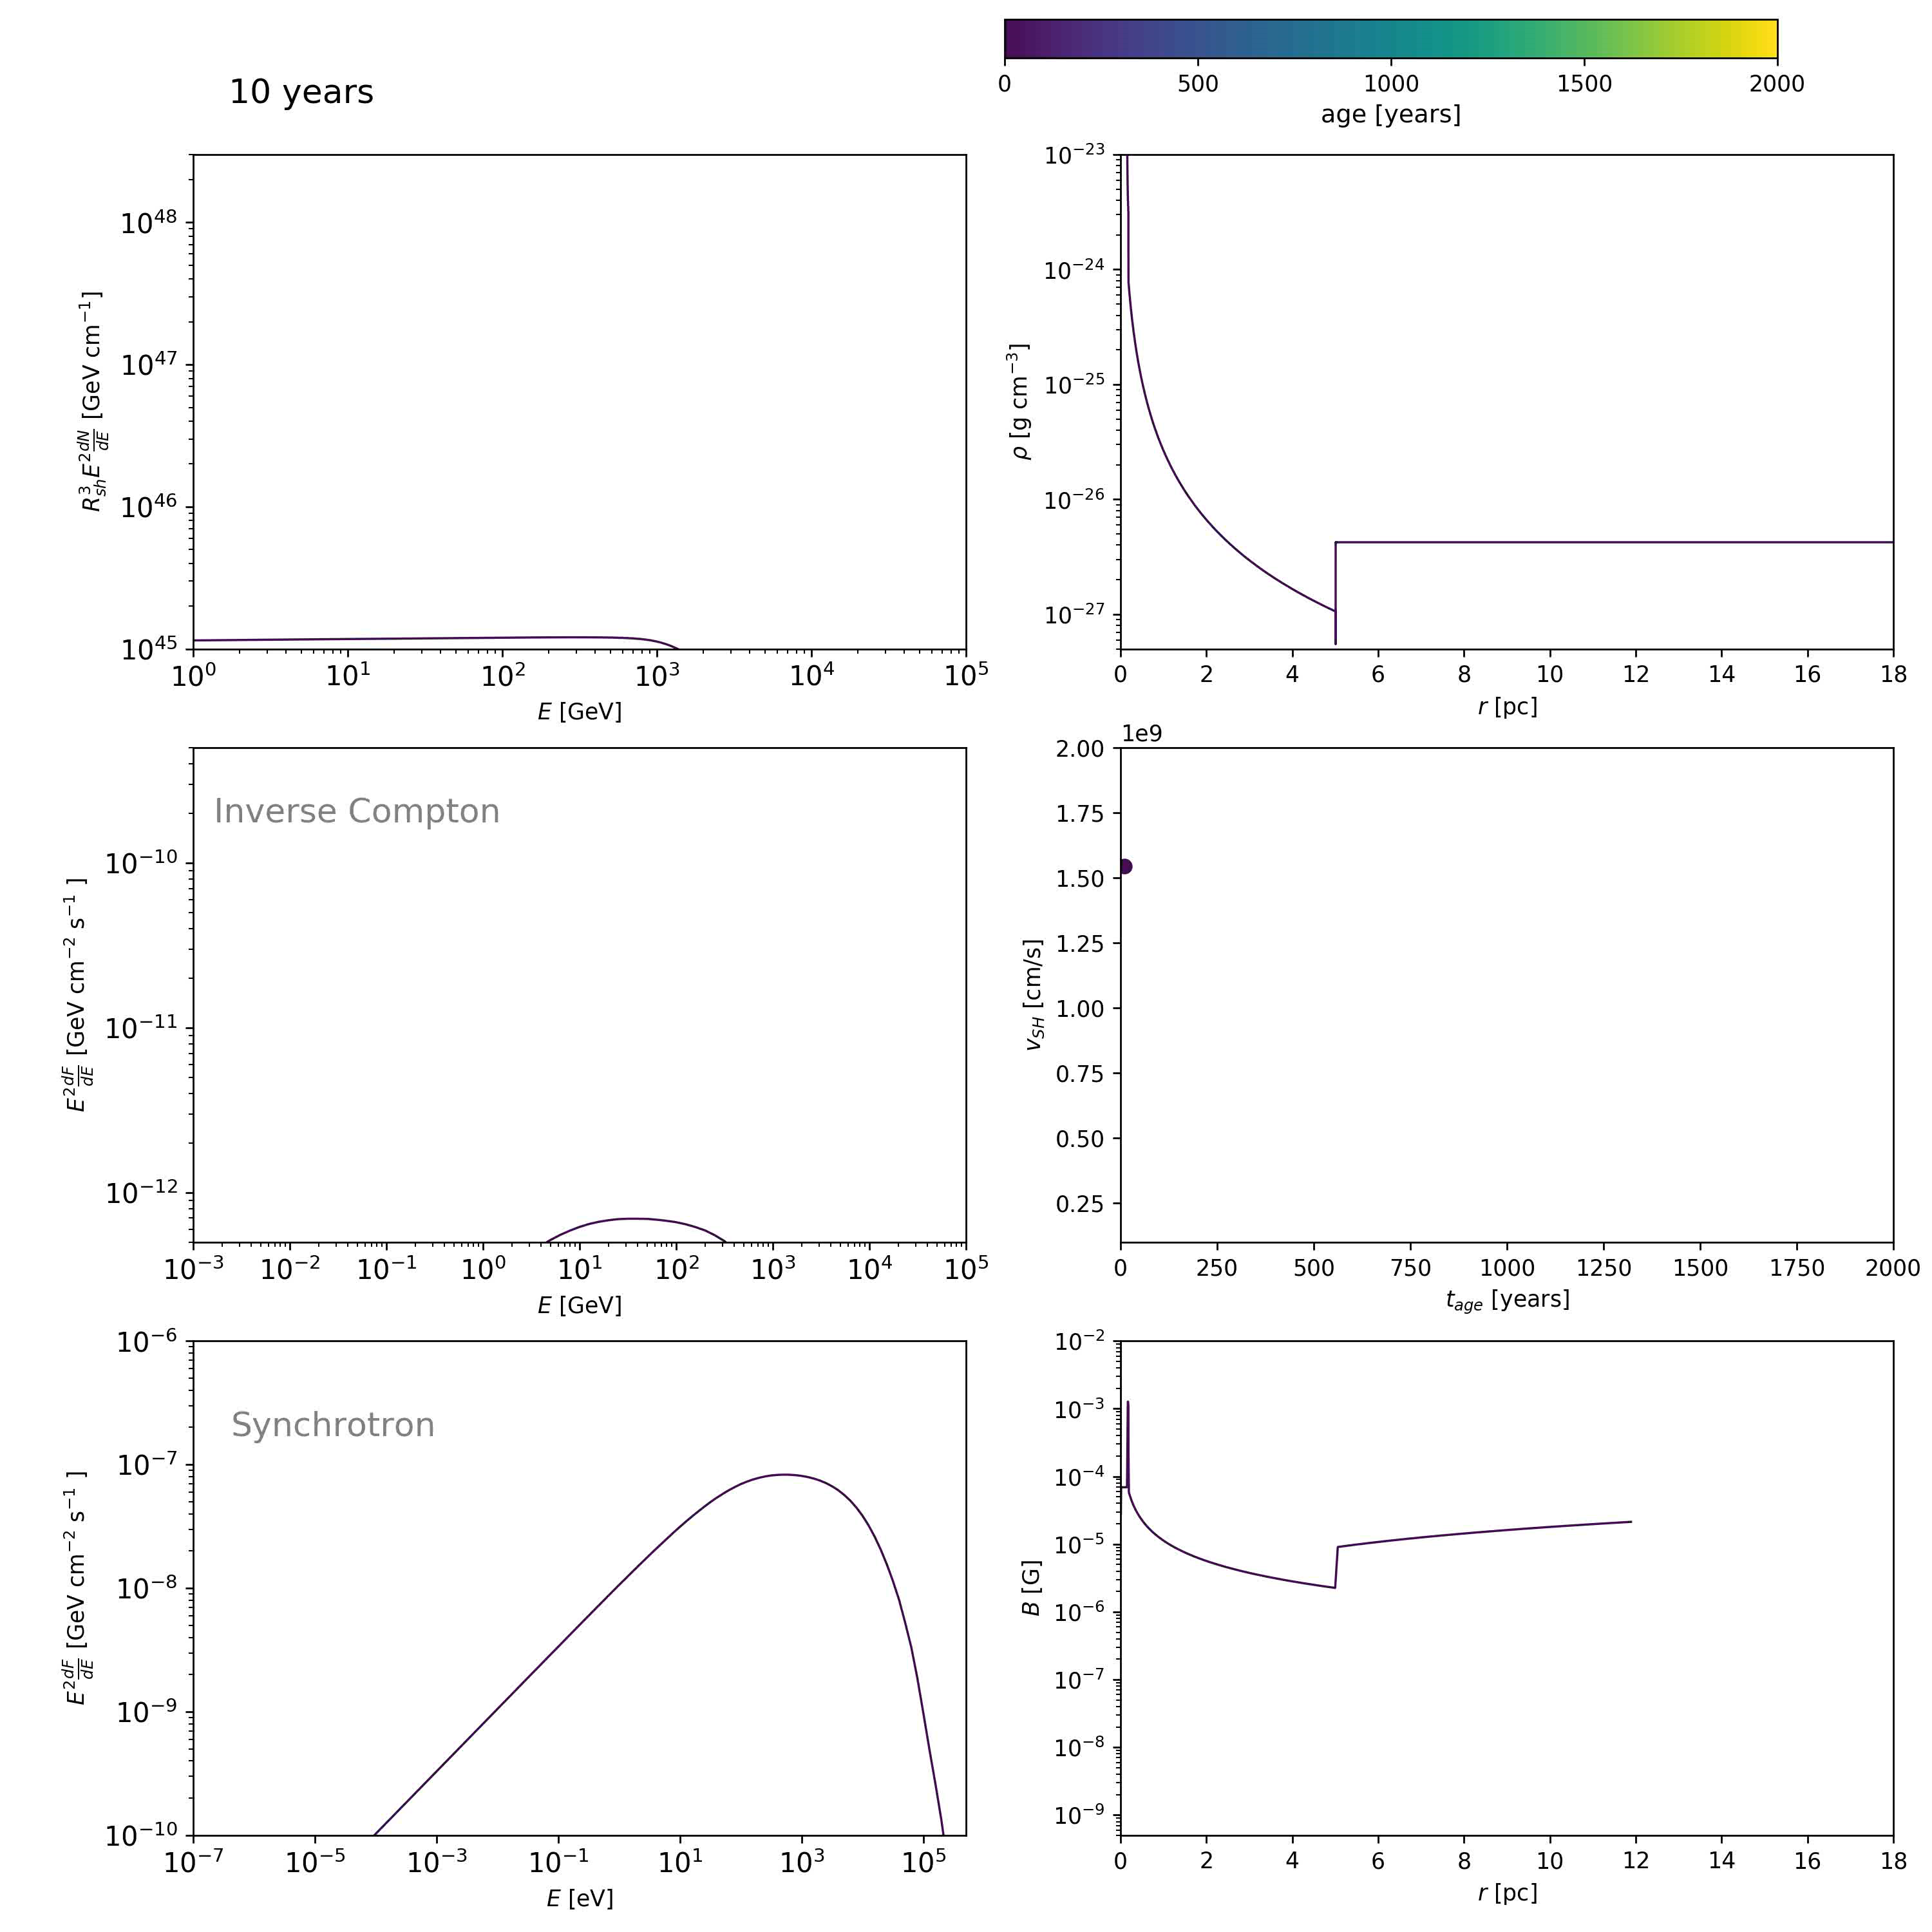 10 years
0 500 1000 1500 2000
age [years]
10^48
10^47
10^46
10^45
R_sh^3 E^2 dN/dE [GeV cm^−1]
10^0 10^1 10^2 10^3 10^4 10^5
E [GeV]
10^−23
10^−24
10^−25
10^−26
10^−27
ρ [g cm^−3]
0 2 4 6 8 10 12 14 16 18
r [pc]
Inverse Compton
10^−10
10^−11
10^−12
E^2 dF/dE [GeV cm^−2 s^−1 ]
10^−3 10^−2 10^−1 10^0 10^1 10^2 10^3 10^4 10^5
E [GeV]
1e9
2.00
1.75
1.50
1.25
1.00
0.75
0.50
0.25
v_SH [cm/s]
0 250 500 750 1000 1250 1500 1750 2000
t_age [years]
Synchrotron
10^−6
10^−7
10^−8
10^−9
10^−10
E^2 dF/dE [GeV cm^−2 s^−1 ]
10^−7 10^−5 10^−3 10^−1 10^1 10^3 10^5
E [eV]
10^−2
10^−3
10^−4
10^−5
10^−6
10^−7
10^−8
10^−9
B [G]
0 2 4 6 8 10 12 14 16 18
r [pc]